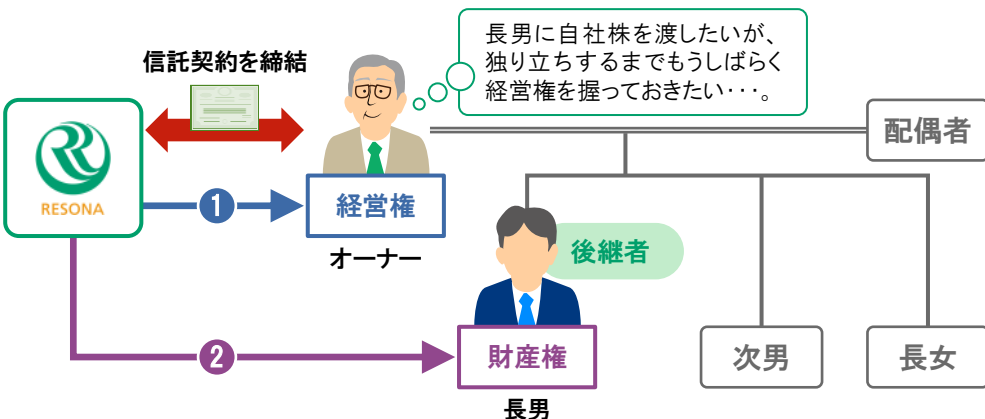 長男に自社株を渡したいが、
独り立ちするまでもうしばらく
経営権を握っておきたい･･･。
信託契約を締結
配偶者
RESONA
1
経営権
オーナー
後継者
2
財産権
次男
長女
長男